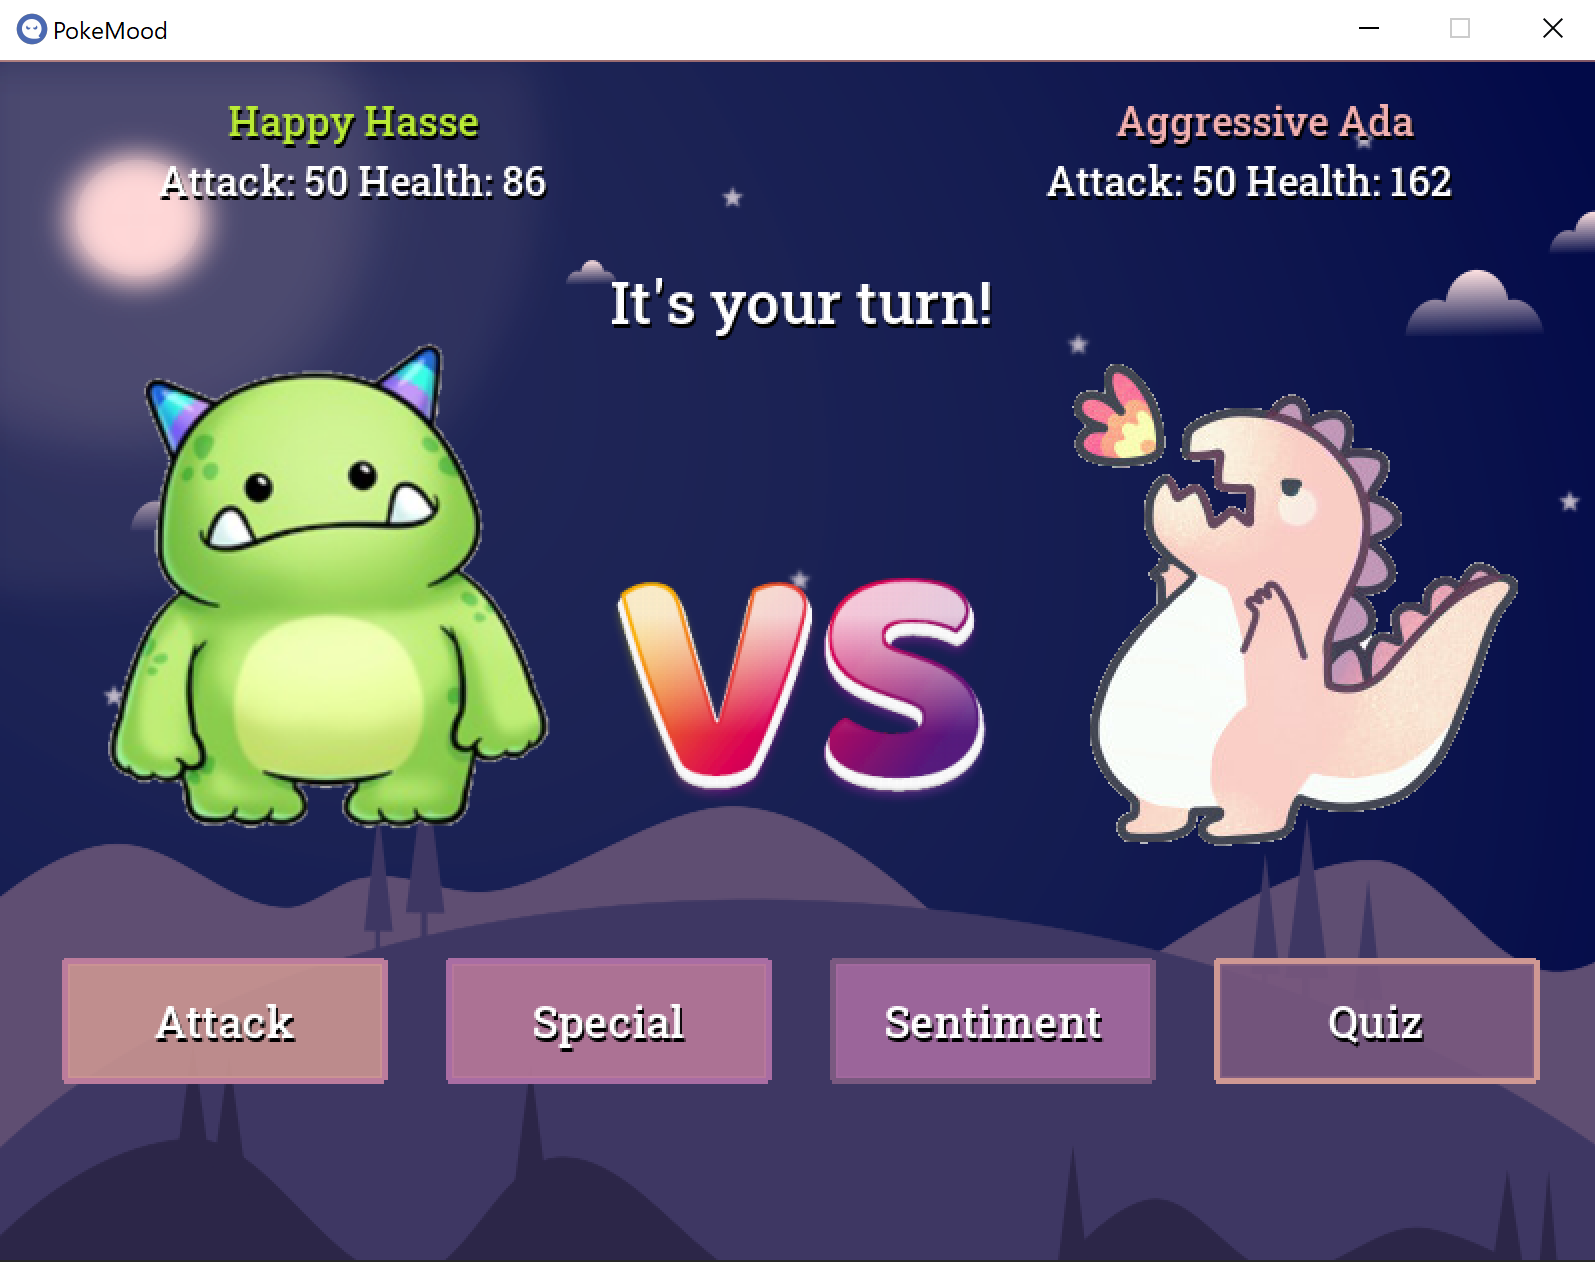 PokeMood
Happy Hasse
Attack: 50 Health: 86
Aggressive Ada
Attack: 50 Health: 162
It's your turn!
VS
Attack
Special
Sentiment
Quiz